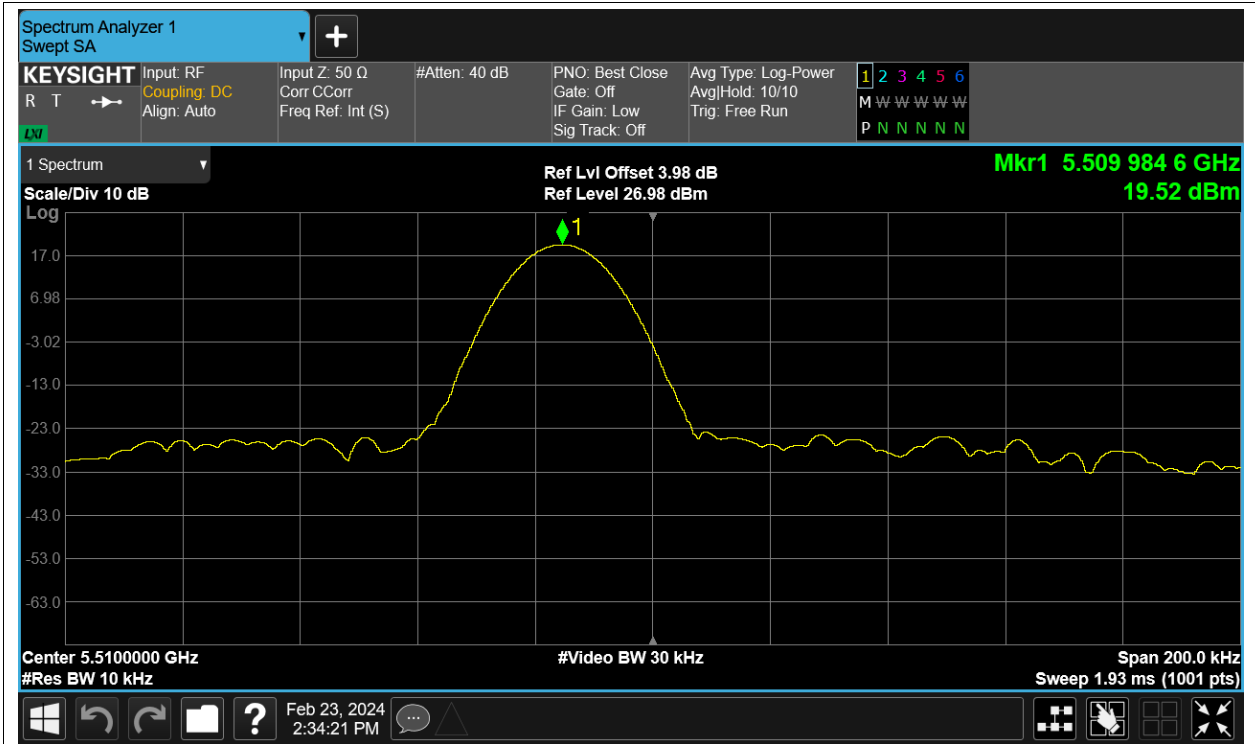 Spectrum Analyzer 1
Swept SA
+
KEYSIGHT
R T
LXI
Input: RF
Coupling: DC
Align: Auto
Input Z: 50 Ω
Corr CCorr
Freq Ref: Int (S)
#Atten: 40 dB
PNO: Best Close
Gate: Off
IF Gain: Low
Sig Track: Off
Avg Type: Log-Power
Avg|Hold: 10/10
Trig: Free Run
1 2 3 4 5 6
M W W W W W W
P N N N N N N
1 Spectrum
Scale/Div 10 dB
Log
Ref Lvl Offset 3.98 dB
Ref Level 26.98 dBm
Mkr1 5.509 984 6 GHz
19.52 dBm
1
17.0
6.98
-3.02
-13.0
-23.0
-33.0
-43.0
-53.0
-63.0
Center 5.5100000 GHz
#Res BW 10 kHz
#Video BW 30 kHz
Span 200.0 kHz
Sweep 1.93 ms (1001 pts)
?
Feb 23, 2024
2:34:21 PM